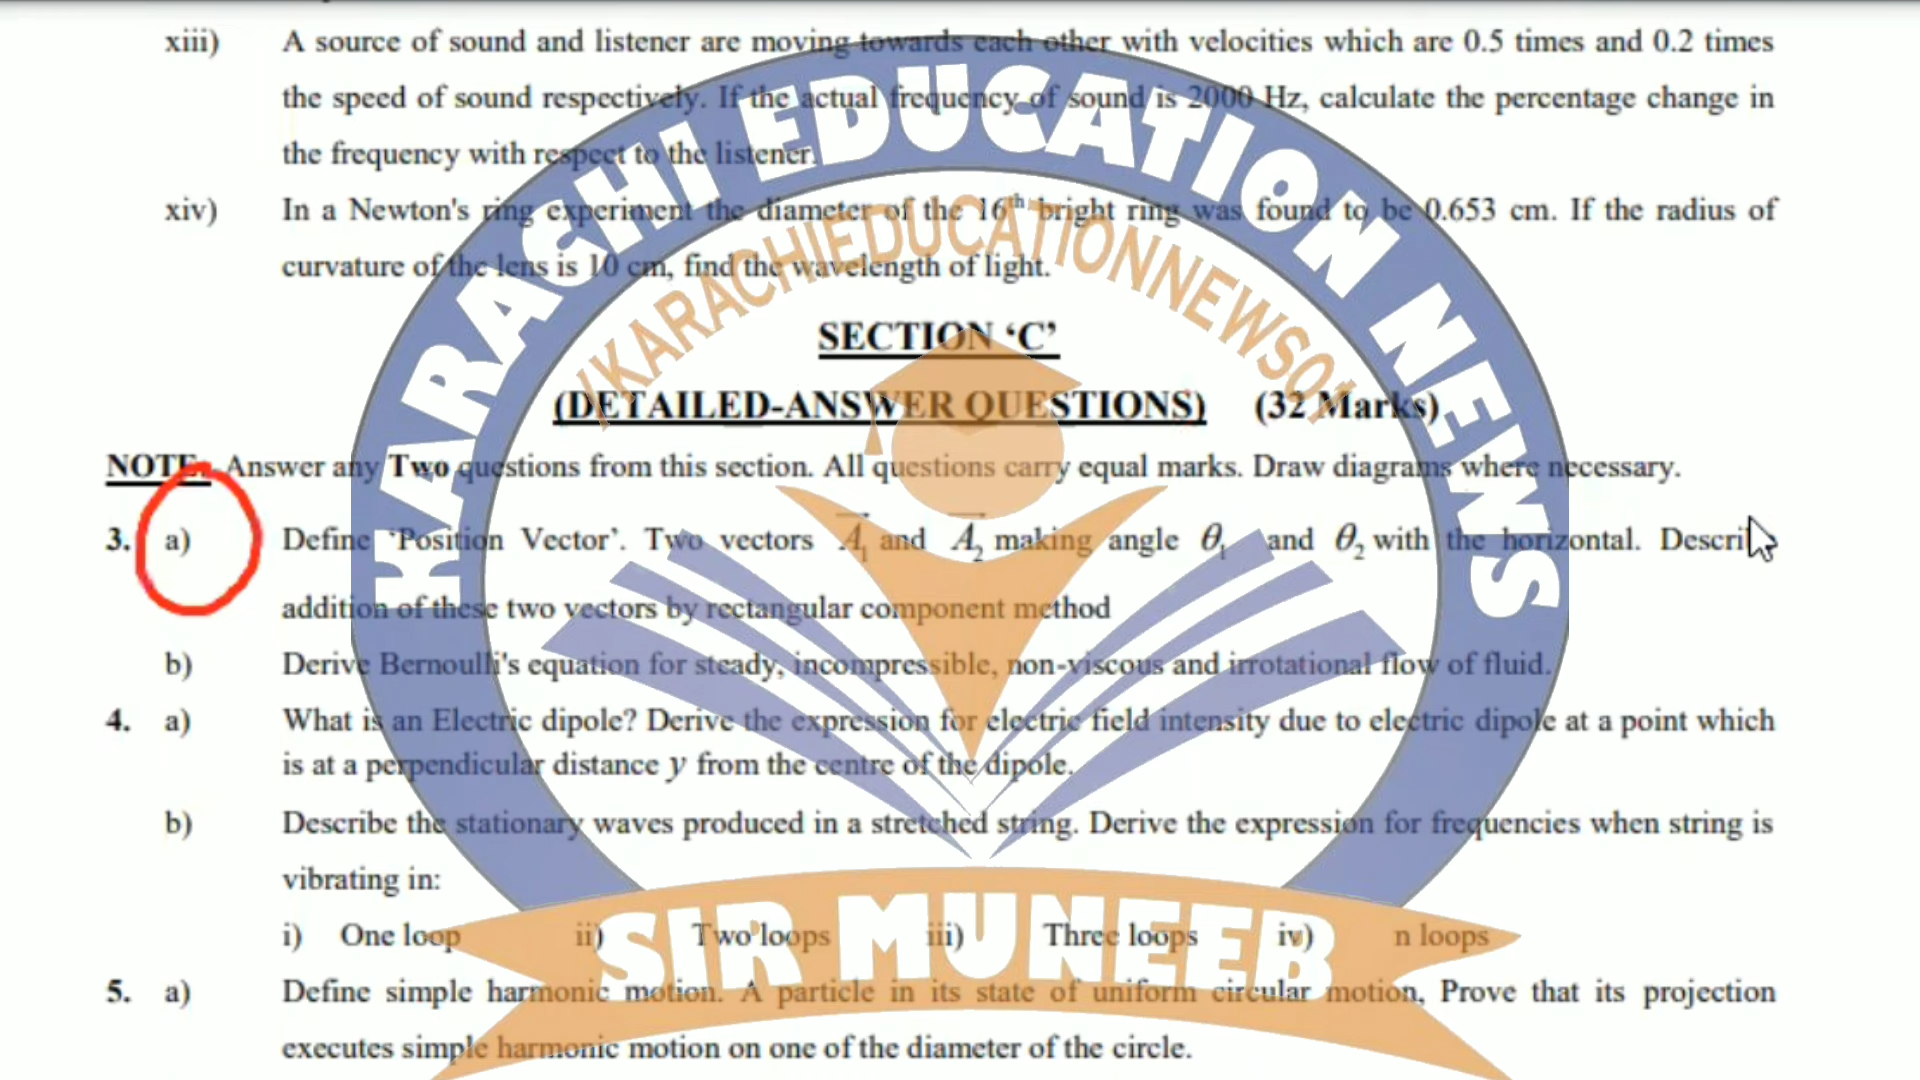 xiii) A source of sound and listener are moving towards each other with velocities which are 0.5 times and 0.2 times
the speed of sound respectively. If the actual frequency of sound is 2000 Hz, calculate the percentage change in
the frequency with respect to the listener.
xiv) In a Newton's ring experiment the diameter of the 16th bright ring was found to be 0.653 cm. If the radius of
curvature of the lens is 10 cm, find the wavelength of light.
SECTION ‘C’
(DETAILED-ANSWER QUESTIONS) (32 Marks)
NOTE: Answer any Two questions from this section. All questions carry equal marks. Draw diagrams where necessary.
3. a) Define ‘Position Vector’. Two vectors A₁ and A₂ making angle θ₁ and θ₂ with the horizontal.
addition of these two vectors by rectangular component method
b) Derive Bernoulli's equation for steady, incompressible, non-viscous and irrotational flow of fluid.
4. a) What is an Electric dipole? Derive the expression for electric field intensity due to electric dipole at a point which
is at a perpendicular distance y from the centre of the dipole.
b) Describe the stationary waves produced in a stretched string. Derive the expression for frequencies when string is
vibrating in:
i) One loop ii) Two loops iii) Three loops iv) n loops
5. a) Define simple harmonic motion. A particle in its state of uniform circular motion, Prove that its projection
executes simple harmonic motion on one of the diameter of the circle.
KARACHI EDUCATION NEWS
/KARACHIEDUCATIONNEWS01
SIR MUNEEB